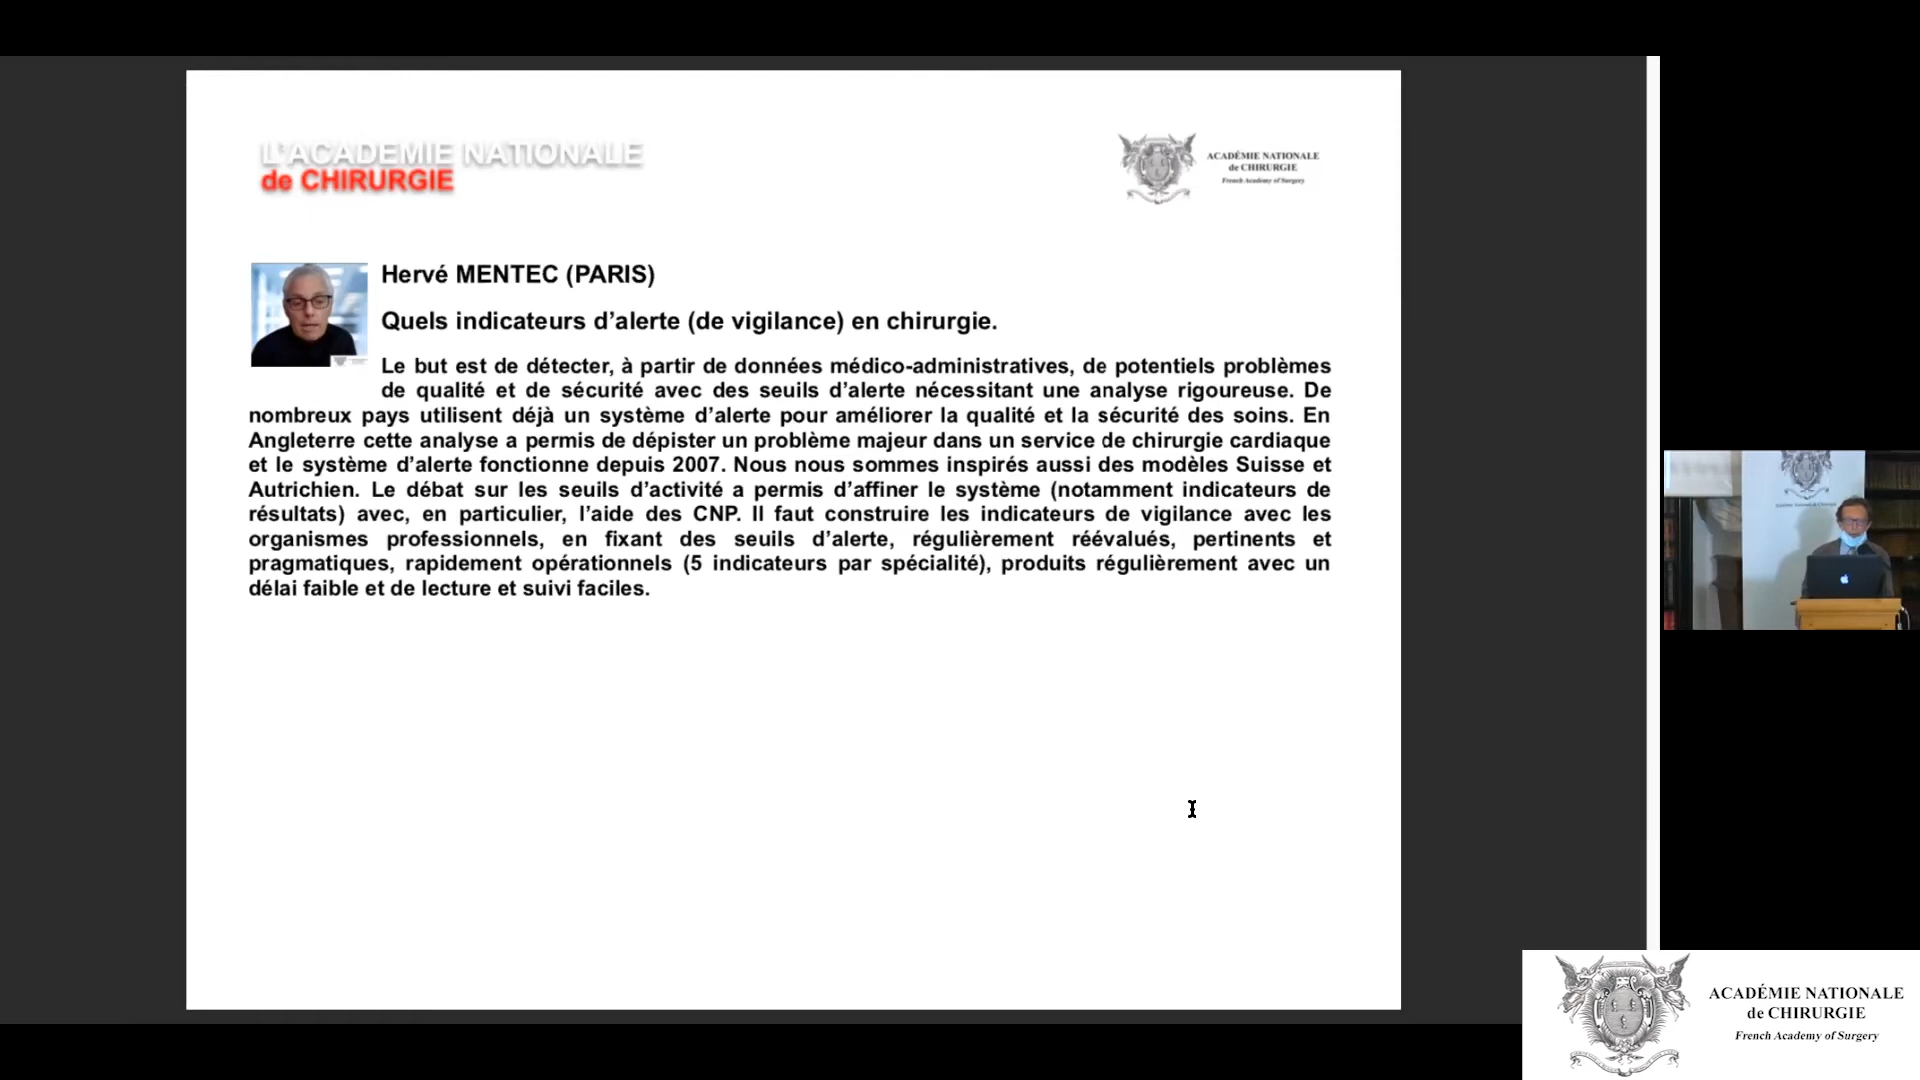 L'ACADEMIE NATIONALE
de CHIRURGIE
ACADÉMIE NATIONALE
de CHIRURGIE
French Academy of Surgery
Hervé MENTEC (PARIS)
Quels indicateurs d’alerte (de vigilance) en chirurgie.
Le but est de détecter, à partir de données médico-administratives, de potentiels problèmes
de qualité et de sécurité avec des seuils d’alerte nécessitant une analyse rigoureuse. De
nombreux pays utilisent déjà un système d’alerte pour améliorer la qualité et la sécurité des soins. En
Angleterre cette analyse a permis de dépister un problème majeur dans un service de chirurgie cardiaque
et le système d’alerte fonctionne depuis 2007. Nous nous sommes inspirés aussi des modèles Suisse et
Autrichien. Le débat sur les seuils d’activité a permis d’affiner le système (notamment indicateurs de
résultats) avec, en particulier, l’aide des CNP. Il faut construire les indicateurs de vigilance avec les
organismes professionnels, en fixant des seuils d’alerte, régulièrement réévalués, pertinents et
pragmatiques, rapidement opérationnels (5 indicateurs par spécialité), produits régulièrement avec un
délai faible et de lecture et suivi faciles.
ACADÉMIE NATIONALE
de CHIRURGIE
French Academy of Surgery